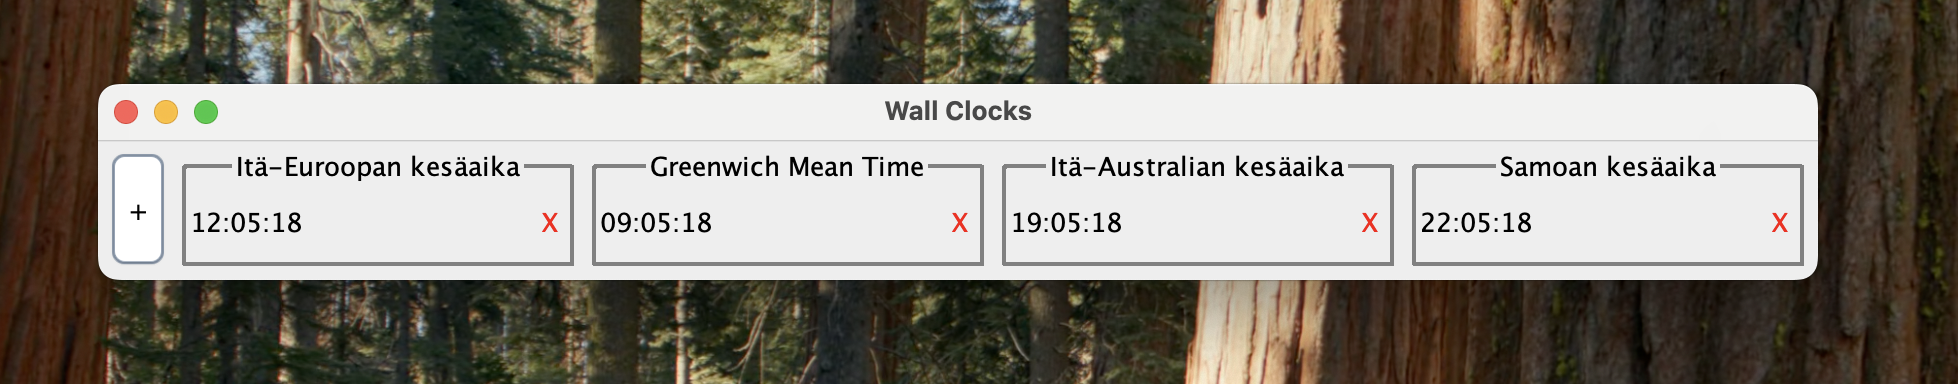 Wall Clocks
+
Itä-Euroopan kesäaika
12:05:18 X
Greenwich Mean Time
09:05:18 X
Itä-Australian kesäaika
19:05:18 X
Samoan kesäaika
22:05:18 X